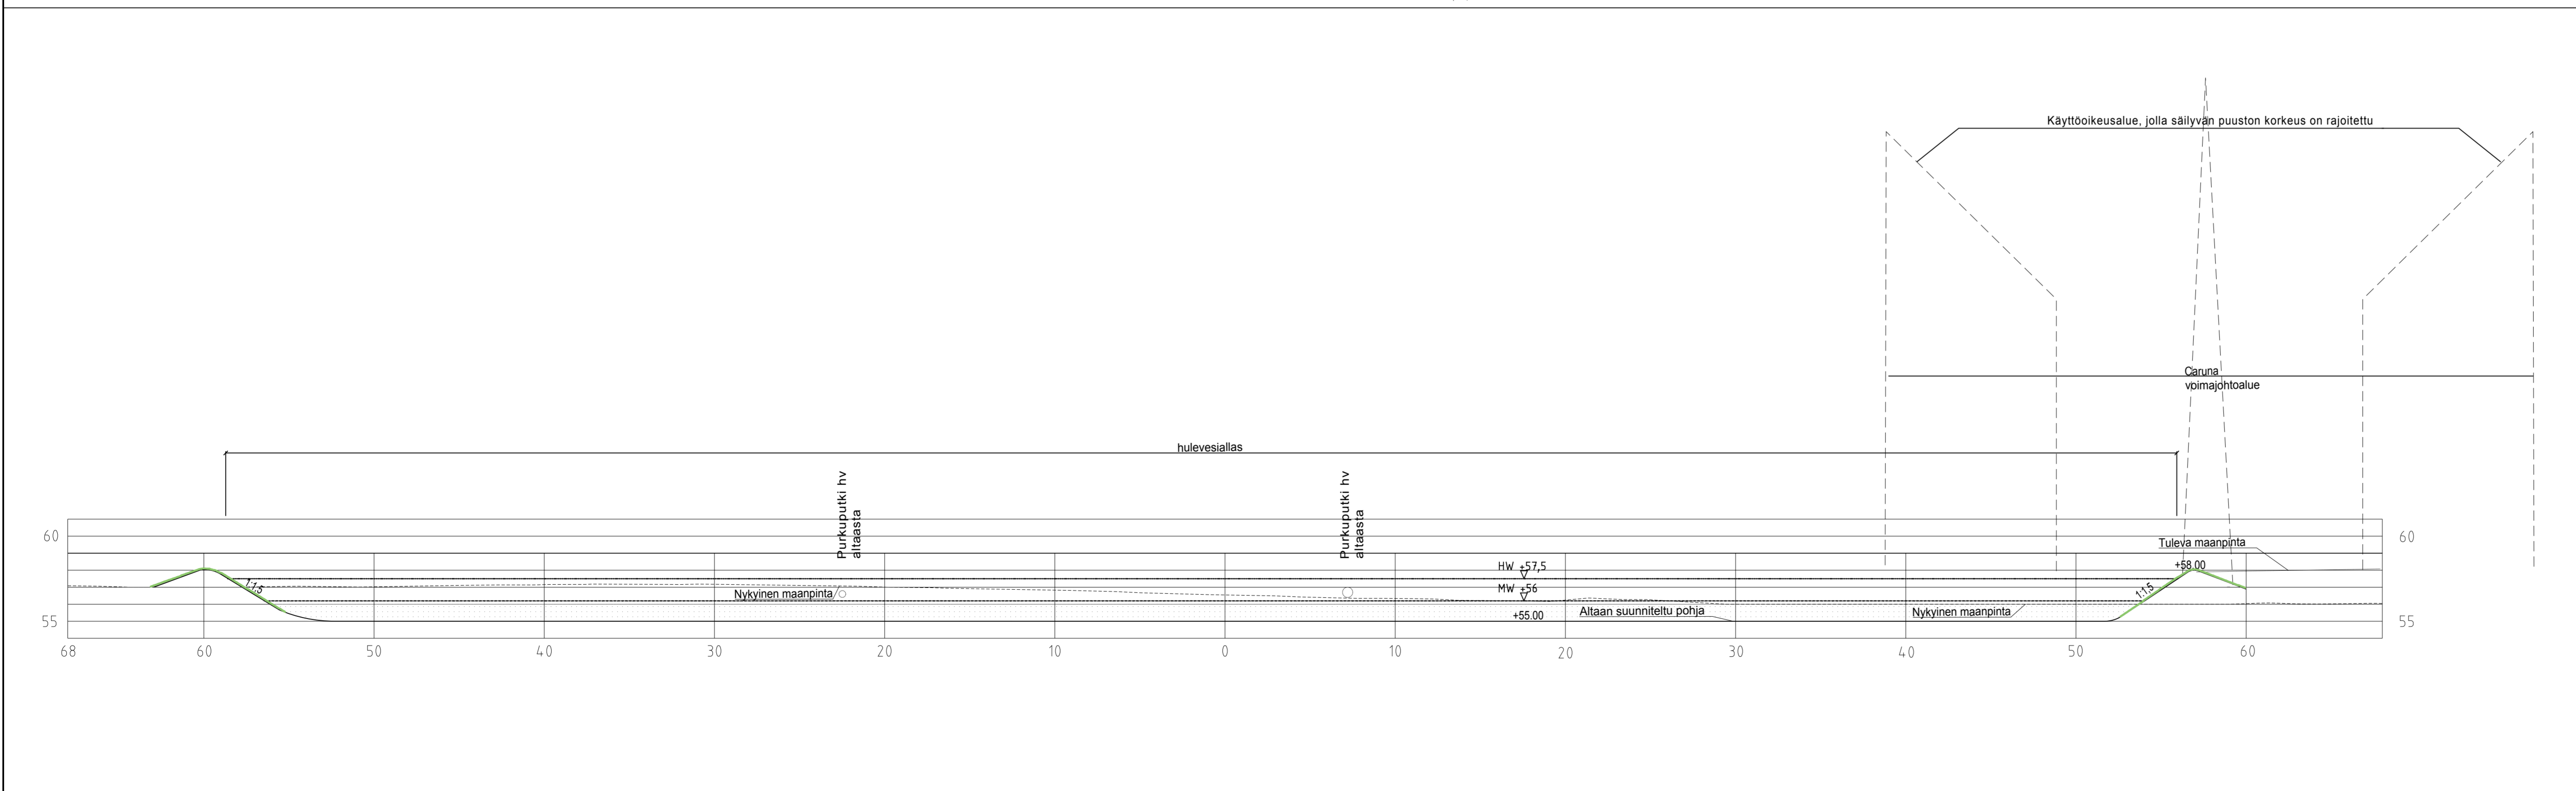 Käyttöoikeusalue, jolla säilyvän puuston korkeus on rajoitettu
Caruna
voimajohtoalue
hulevesiallas
Purkuputki hv
altaasta
Purkuputki hv
altaasta
60
60
Tuleva maanpinta
HW +57,5
+58.00
1:1,5
MW +56
1:1,5
Nykyinen maanpinta
Altaan suunniteltu pohja
Nykyinen maanpinta
+55.00
55
55
68 60 50 40 30 20 10 0 10 20 30 40 50 60